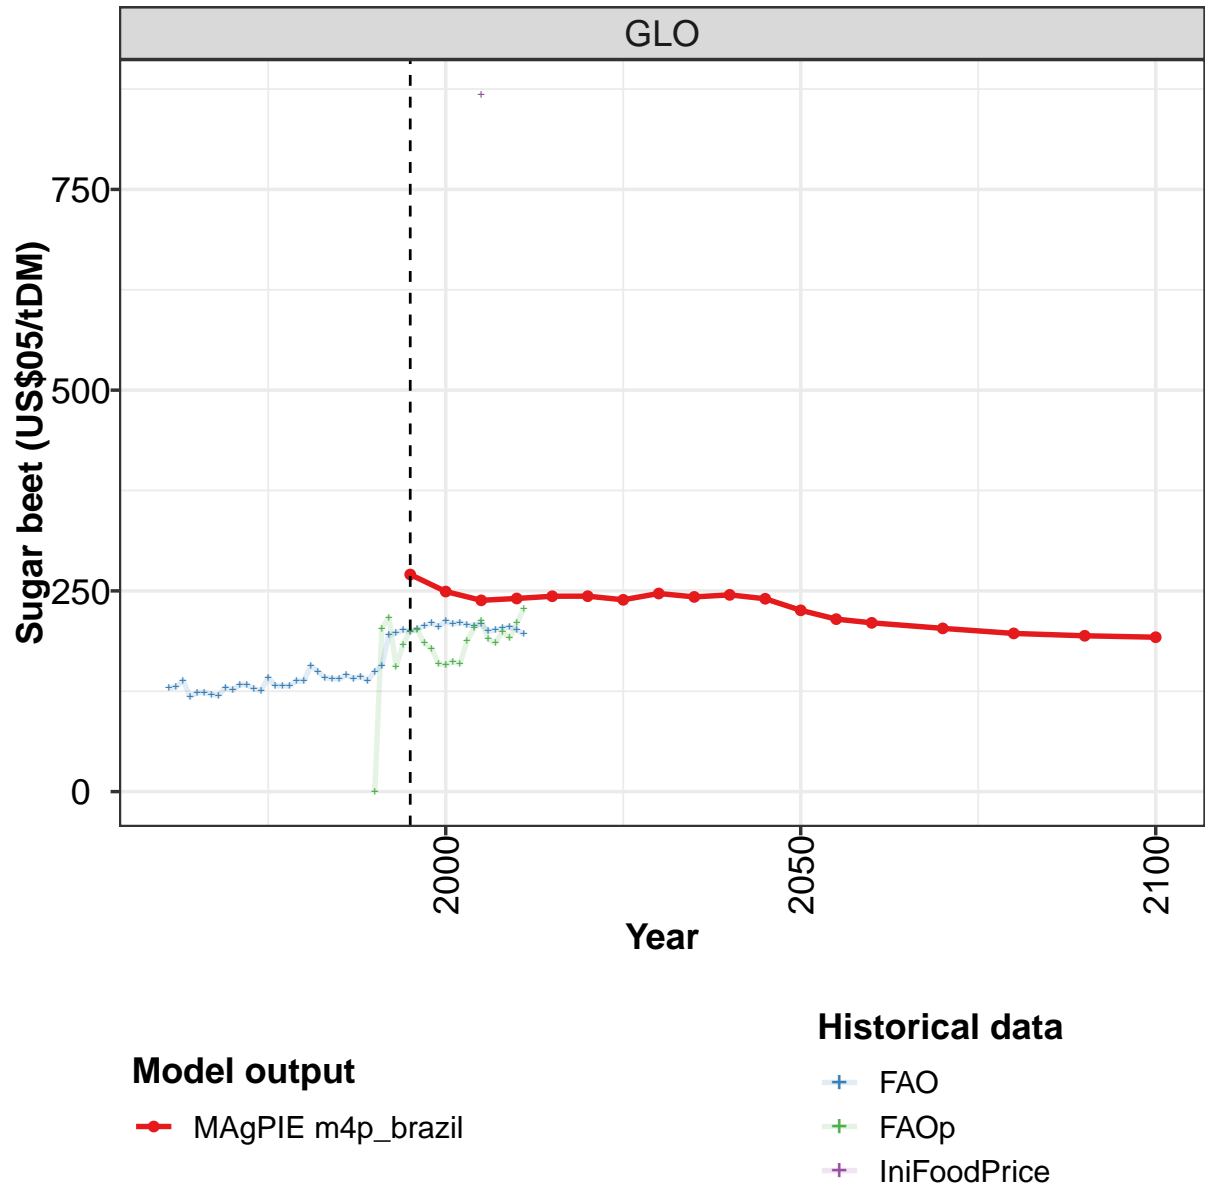 GLO
Sugar beet (US$05/tDM)
750
500
250
0
2000
2050
2100
Year
Model output
MAgPIE m4p_brazil
Historical data
FAO
FAOp
IniFoodPrice